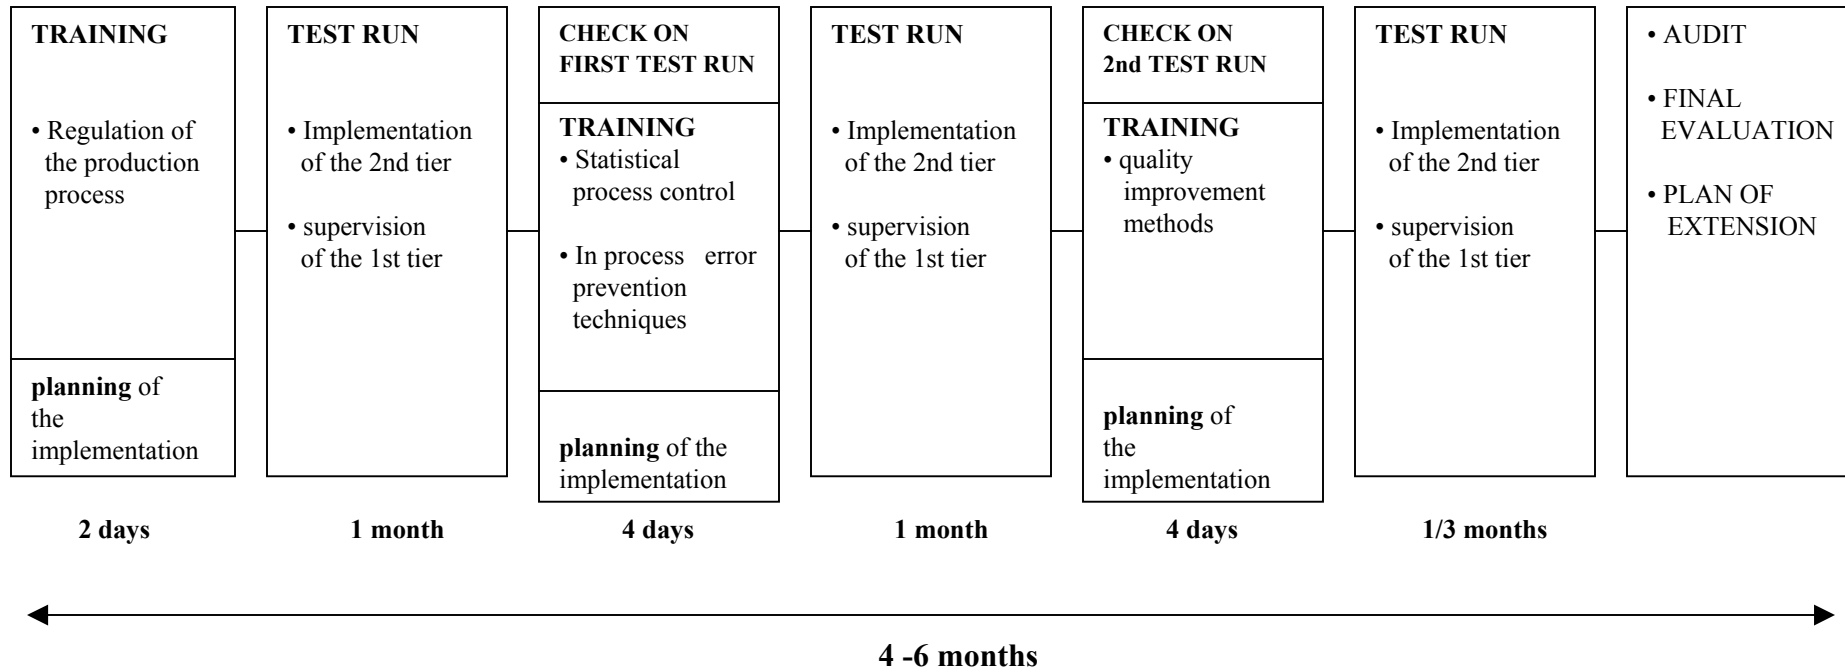 TRAINING
• Regulation of
the production
process
planning of
the
implementation
2 days
TEST RUN
• Implementation
of the 2nd tier
• supervision
of the 1st tier
1 month
CHECK ON
FIRST TEST RUN
TRAINING
• Statistical
process control
• In process error
prevention
techniques
planning of the
implementation
4 days
TEST RUN
• Implementation
of the 2nd tier
• supervision
of the 1st tier
1 month
CHECK ON
2nd TEST RUN
TRAINING
• quality
improvement
methods
planning of
the
implementation
4 days
TEST RUN
• Implementation
of the 2nd tier
• supervision
of the 1st tier
1/3 months
• AUDIT
• FINAL
EVALUATION
• PLAN OF
EXTENSION
4 -6 months